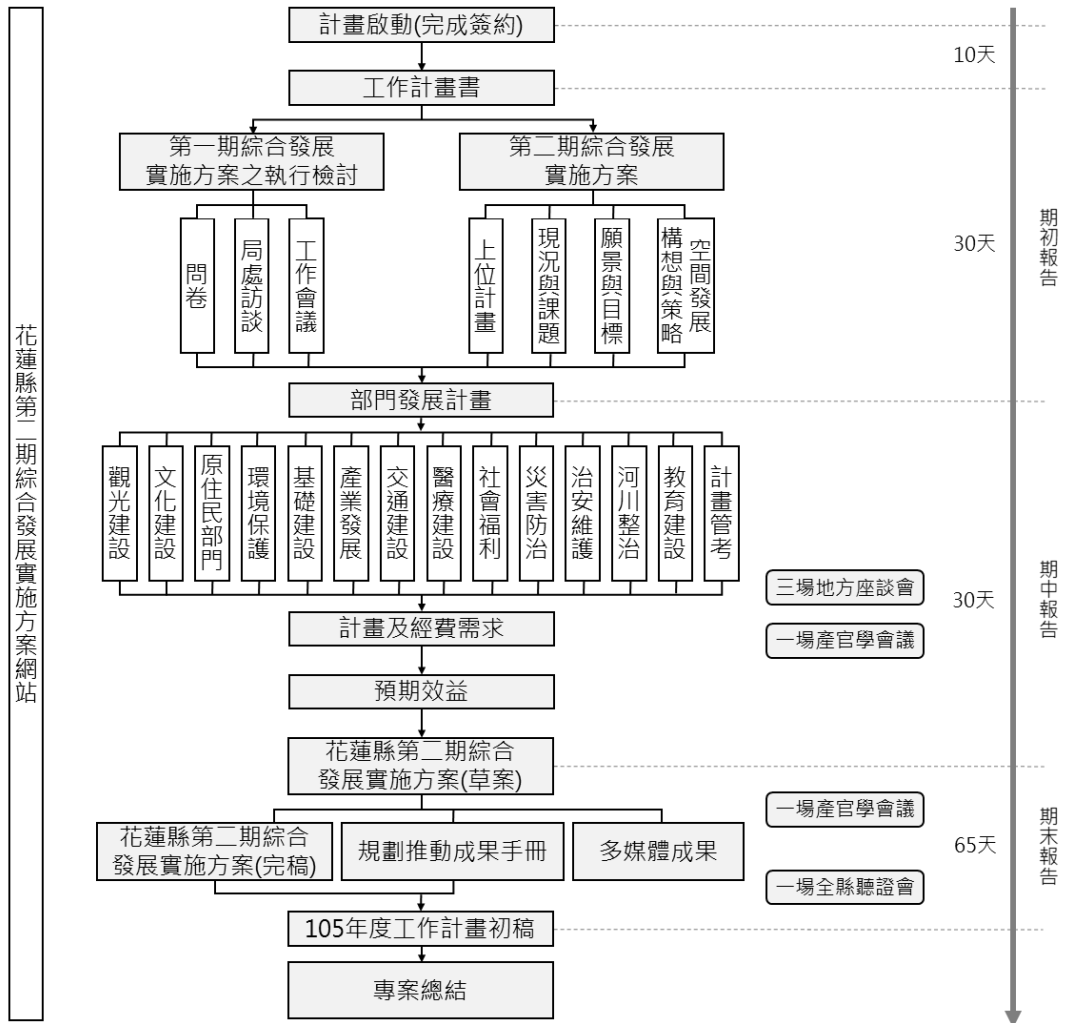 計畫啟動(完成簽約)
10天
工作計畫書
第一期綜合發展
實施方案之執行檢討
第二期綜合發展
實施方案
問卷
局處訪談
工作會議
上位計畫
現況與課題
願景與目標
空間發展
構想與策略
30天
期初報告
部門發展計畫
觀光建設
文化建設
原住民部門
環境保護
基礎建設
產業發展
交通建設
醫療建設
社會福利
災害防治
治安維護
河川整治
教育建設
計畫管考
三場地方座談會
30天
期中報告
計畫及經費需求
一場產官學會議
預期效益
花蓮縣第二期綜合
發展實施方案(草案)
一場產官學會議
花蓮縣第二期綜合
發展實施方案(完稿)
規劃推動成果手冊
多媒體成果
65天
期末報告
一場全縣聽證會
105年度工作計畫初稿
專案總結
花蓮縣第二期綜合發展實施方案網站